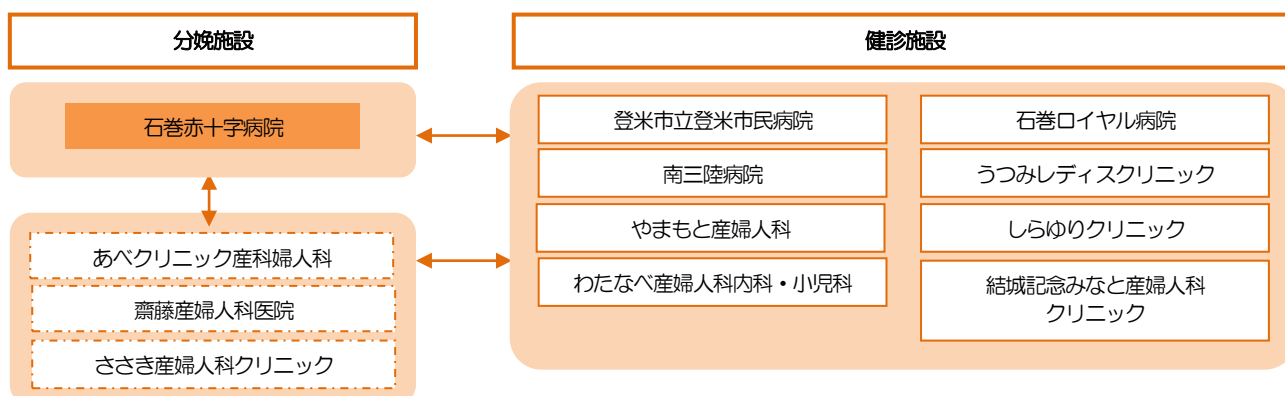 分娩施設
健診施設
石巻赤十字病院
あべクリニック産科婦人科
齋藤産婦人科医院
ささき産婦人科クリニック
登米市立登米市民病院
南三陸病院
やまもと産婦人科
わたなべ産婦人科内科・小児科
石巻ロイヤル病院
うつみレディスクリニック
しらゆりクリニック
結城記念みなと産婦人科
クリニック